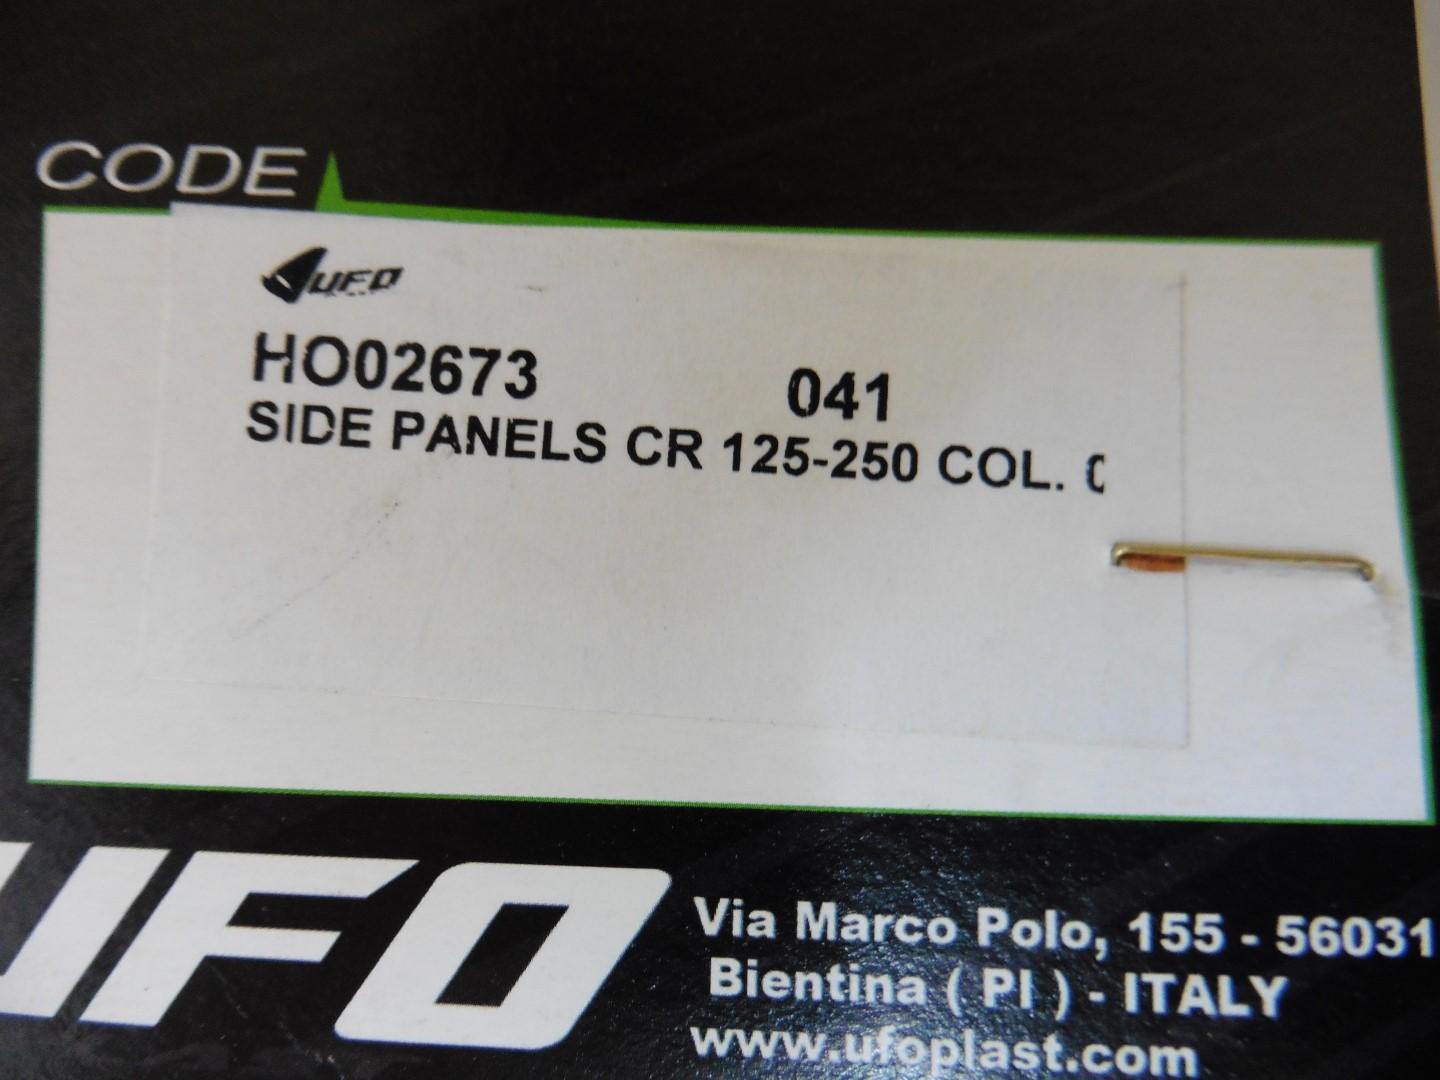 CODE
UFO
HO02673 041
SIDE PANELS CR 125-250 COL. 0
UFO
Via Marco Polo, 155 - 56031
Bientina ( PI ) - ITALY
www.ufoplast.com